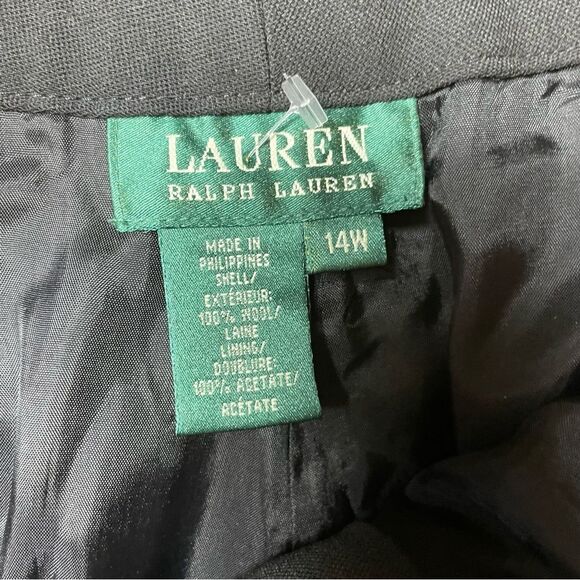 LAUREN
RALPH LAUREN
14W
MADE IN
PHILIPPINES
SHELL/
EXTÉRIEUR:
100% WOOL/
LAINE
LINING/
DOUBLURE:
100% ACETATE/
ACÉTATE